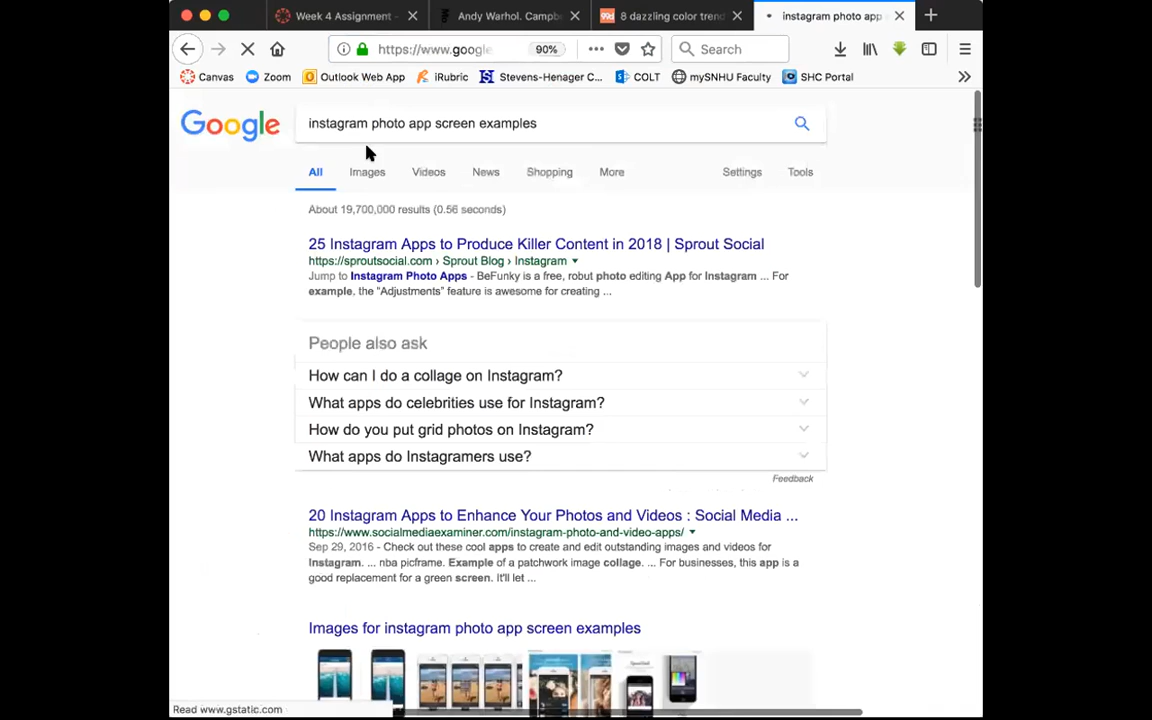 Week 4 Assignment -
Andy Warhol. Campbe
99d 8 dazzling color trend
instagram photo app
https://www.google
90%
Search
Canvas Zoom Outlook Web App iRubric Stevens-Henager C... COLT mySNHU Faculty SHC Portal
Google instagram photo app screen examples
All Images Videos News Shopping More Settings Tools
About 19,700,000 results (0.56 seconds)
25 Instagram Apps to Produce Killer Content in 2018 | Sprout Social
https://sproutsocial.com › Sprout Blog › Instagram
Jump to Instagram Photo Apps - BeFunky is a free, robut photo editing App for Instagram ... For
example, the “Adjustments” feature is awesome for creating ...
People also ask
How can I do a collage on Instagram?
What apps do celebrities use for Instagram?
How do you put grid photos on Instagram?
What apps do Instagramers use?
Feedback
20 Instagram Apps to Enhance Your Photos and Videos : Social Media ...
https://www.socialmediaexaminer.com/instagram-photo-and-video-apps/
Sep 29, 2016 - Check out these cool apps to create and edit outstanding images and videos for
Instagram. ... nba picframe. Example of a patchwork image collage. ... For businesses, this app is a
good replacement for a green screen. It'll let ...
Images for instagram photo app screen examples
Read www.gstatic.com